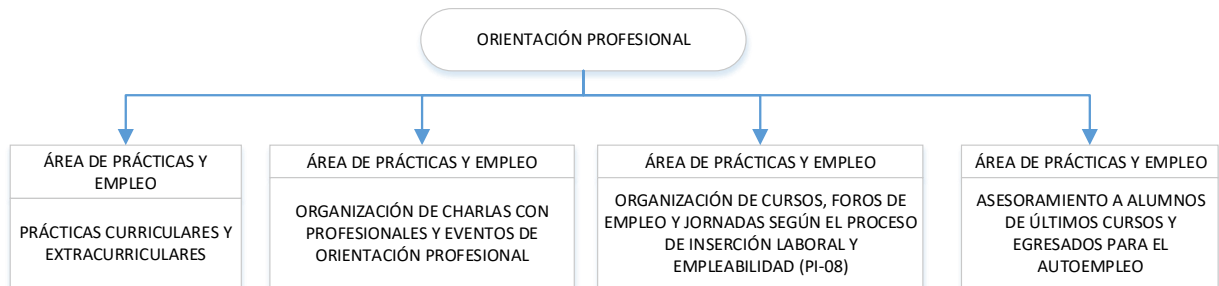 ORIENTACIÓN PROFESIONAL
ÁREA DE PRÁCTICAS Y
EMPLEO
PRÁCTICAS CURRICULARES Y
EXTRACURRICULARES
ÁREA DE PRÁCTICAS Y EMPLEO
ORGANIZACIÓN DE CHARLAS CON
PROFESIONALES Y EVENTOS DE
ORIENTACIÓN PROFESIONAL
ÁREA DE PRÁCTICAS Y EMPLEO
ORGANIZACIÓN DE CURSOS, FOROS DE
EMPLEO Y JORNADAS SEGÚN EL PROCESO
DE INSERCIÓN LABORAL Y
EMPLEABILIDAD (PI-08)
ÁREA DE PRÁCTICAS Y EMPLEO
ASESORAMIENTO A ALUMNOS
DE ÚLTIMOS CURSOS Y
EGRESADOS PARA EL
AUTOEMPLEO